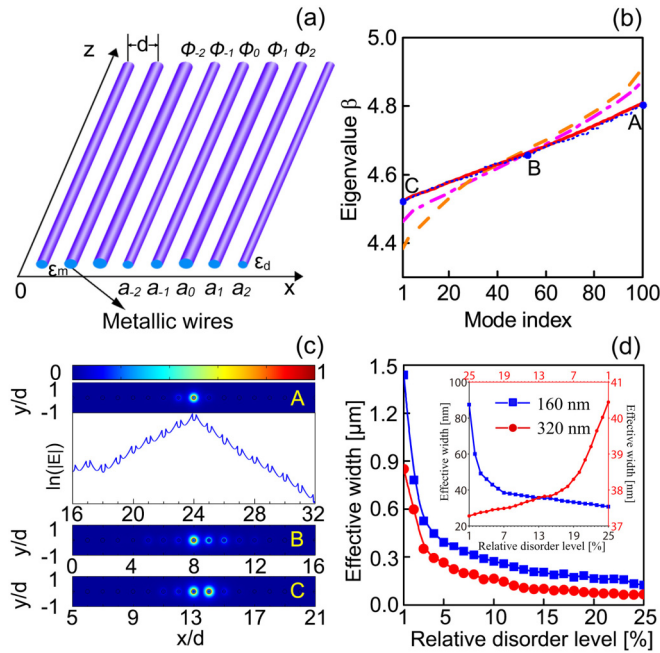 (a)
z
d
ϕ-2 ϕ-1 ϕ0 ϕ1 ϕ2
εm
εd
0
a-2 a-1 a0 a1 a2
x
Metallic wires
(b)
5.0
4.8
4.6
4.4
Eigenvalue β
A
B
C
1 20 40 60 80 100
Mode index
(c)
0 1
y/d
1
-1
A
ln(|E|)
16 20 24 28 32
y/d
1
-1
B
0 4 8 12 16
y/d
1
-1
C
5 9 13 17 21
x/d
(d)
1.5
1.2
0.9
0.6
0.3
0.0
Effective width [μm]
25 19 13 7 1
100
80
60
40
20
Effective width [nm]
160 nm
320 nm
41
40
39
38
37
Effective width [nm]
1 7 13 19 25
Relative disorder level [%]
1 5 10 15 20 25
Relative disorder level [%]